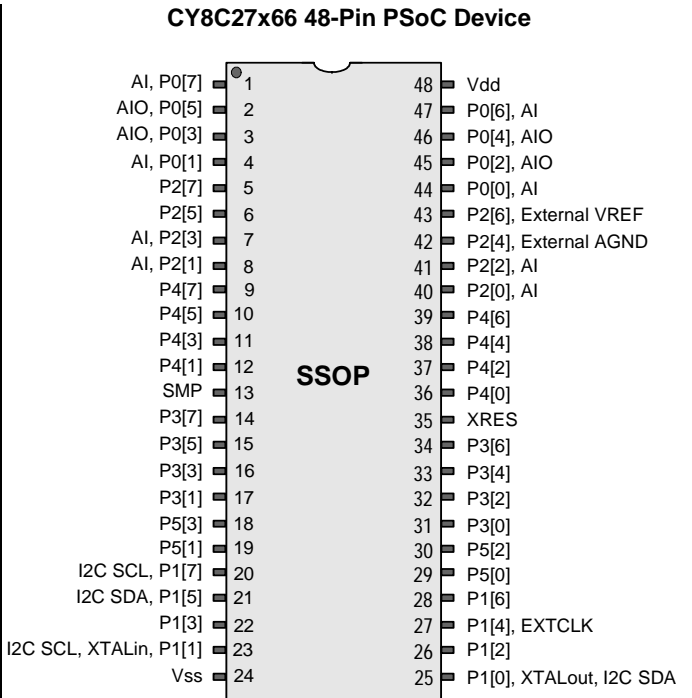 CY8C27x66 48-Pin PSoC Device
AI, P0[7] 1 48 Vdd
AIO, P0[5] 2 47 P0[6], AI
AIO, P0[3] 3 46 P0[4], AIO
AI, P0[1] 4 45 P0[2], AIO
P2[7] 5 44 P0[0], AI
P2[5] 6 43 P2[6], External VREF
AI, P2[3] 7 42 P2[4], External AGND
AI, P2[1] 8 41 P2[2], AI
P4[7] 9 40 P2[0], AI
P4[5] 10 39 P4[6]
P4[3] 11 38 P4[4]
P4[1] 12 SSOP 37 P4[2]
SMP 13 36 P4[0]
P3[7] 14 35 XRES
P3[5] 15 34 P3[6]
P3[3] 16 33 P3[4]
P3[1] 17 32 P3[2]
P5[3] 18 31 P3[0]
P5[1] 19 30 P5[2]
I2C SCL, P1[7] 20 29 P5[0]
I2C SDA, P1[5] 21 28 P1[6]
P1[3] 22 27 P1[4], EXTCLK
I2C SCL, XTALin, P1[1] 23 26 P1[2]
Vss 24 25 P1[0], XTALout, I2C SDA